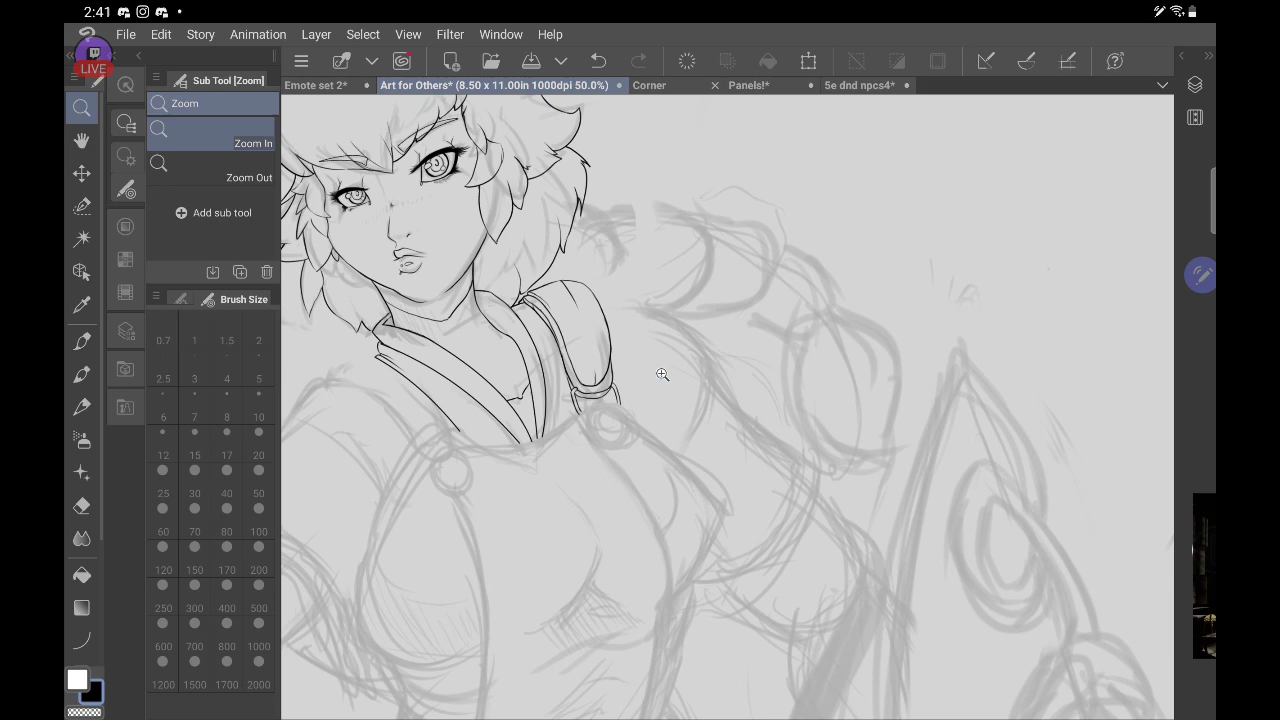 2:41
File Edit Story Animation Layer Select View Filter Window Help
LIVE
Sub Tool [Zoom]
Emote set 2*
Art for Others* (8.50 x 11.00in 1000dpi 50.0%)
Corner
Panels!*
5e dnd npcs4*
Zoom
Zoom In
Zoom Out
Add sub tool
Brush Size
0.7 1 1.5 2
2.5 3 4 5
6 7 8 10
12 15 17 20
25 30 40 50
60 70 80 100
120 150 170 200
250 300 400 500
600 700 800 1000
1200 1500 1700 2000